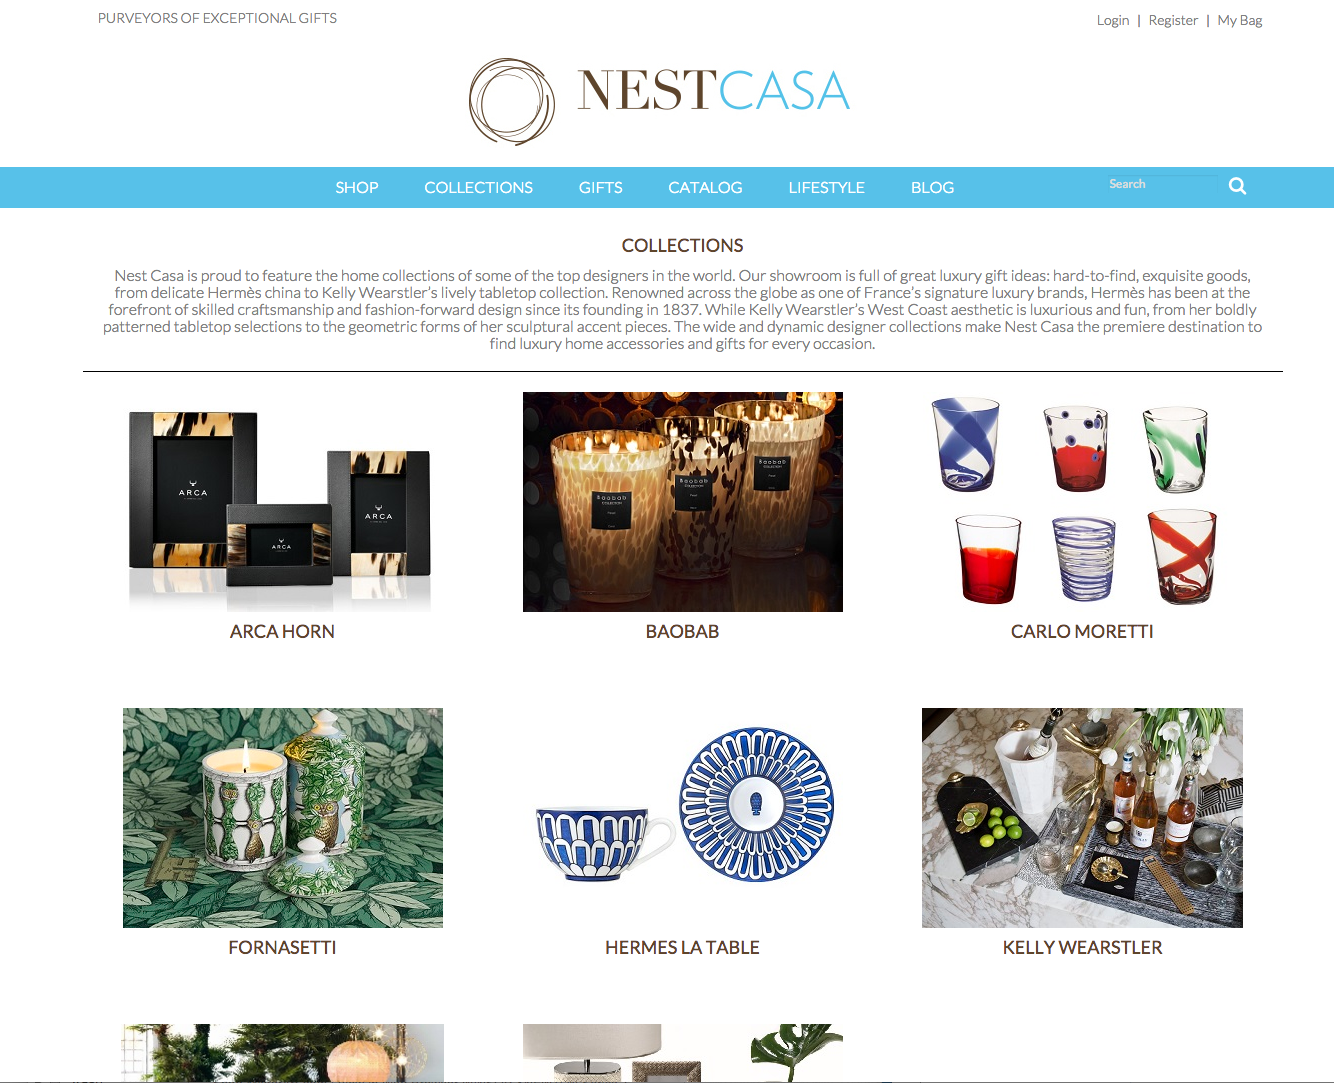 PURVEYORS OF EXCEPTIONAL GIFTS
Login | Register | My Bag
NESTCASA
SHOP COLLECTIONS GIFTS CATALOG LIFESTYLE BLOG Search
COLLECTIONS
Nest Casa is proud to feature the home collections of some of the top designers in the world. Our showroom is full of great luxury gift ideas: hard-to-find, exquisite goods,
from delicate Hermès china to Kelly Wearstler's lively tabletop collection. Renowned across the globe as one of France's signature luxury brands, Hermès has been at the
forefront of skilled craftsmanship and fashion-forward design since its founding in 1837. While Kelly Wearstler's West Coast aesthetic is luxurious and fun, from her boldly
patterned tabletop selections to the geometric forms of her sculptural accent pieces. The wide and dynamic designer collections make Nest Casa the premiere destination to
find luxury home accessories and gifts for every occasion.
ARCA
ARCA
ARCA
Baobab
COLLECTION
Baobab
COLLECTION
Baobab
COLLECTION
ARCA HORN
BAOBAB
CARLO MORETTI
FORNASETTI
HERMES LA TABLE
KELLY WEARSTLER